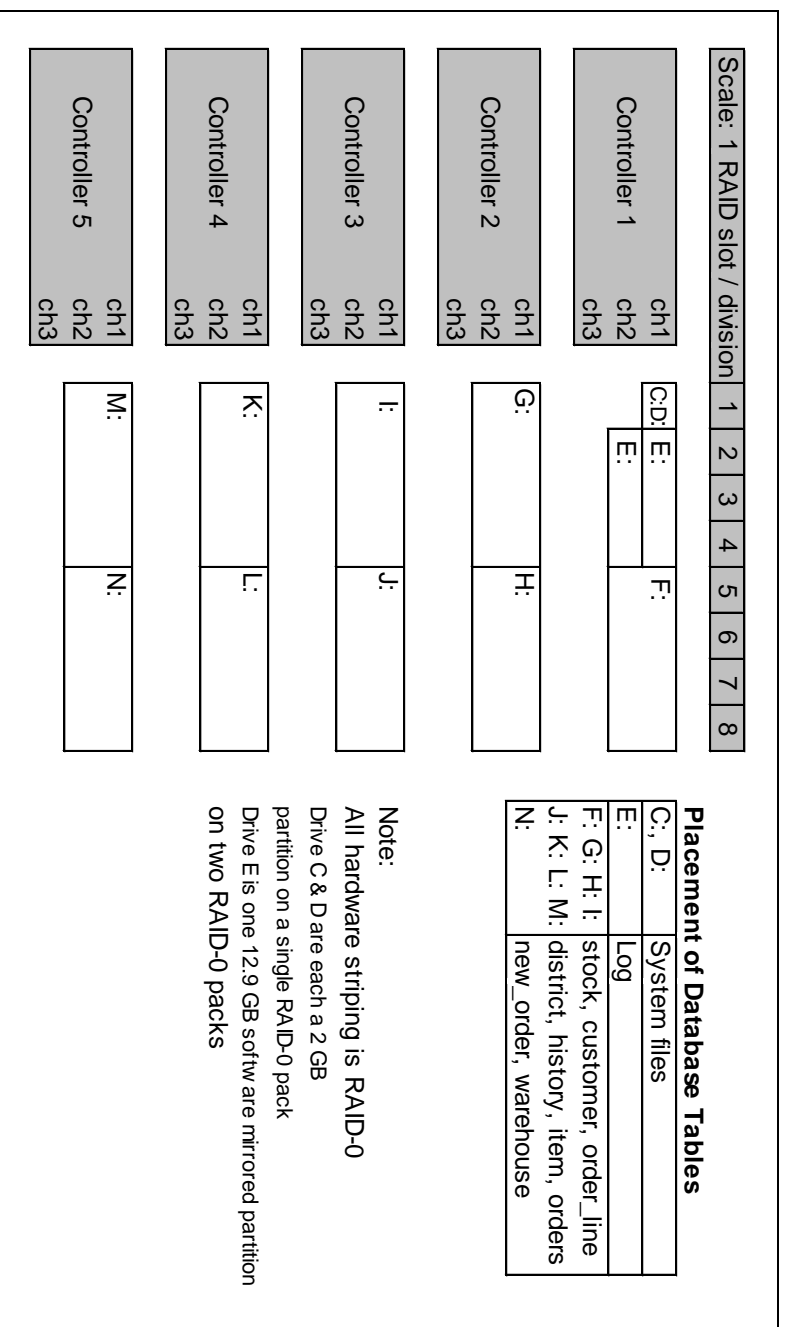 Scale: 1 RAID slot / division 1 2 3 4 5 6 7 8
Controller 1
ch1
ch2
ch3
C:D:
E:
E:
F:
Controller 2
ch1
ch2
ch3
G:
H:
Controller 3
ch1
ch2
ch3
I:
J:
Controller 4
ch1
ch2
ch3
K:
L:
Controller 5
ch1
ch2
ch3
M:
N:
Placement of Database Tables
C:, D: System files
E: Log
F: G: H: I: stock, customer, order_line
J: K: L: M: district, history, item, orders
N: new_order, warehouse
Note:
All hardware striping is RAID-0
Drive C & D are each a 2 GB
partition on a single RAID-0 pack
Drive E is one 12.9 GB softw are mirrored partition
on two RAID-0 packs